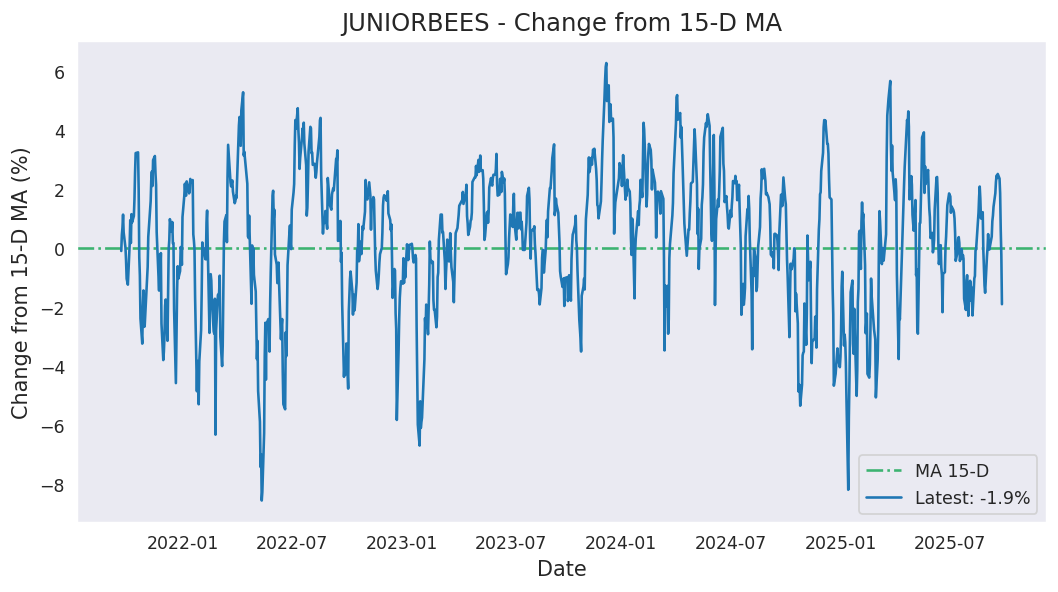 JUNIORBEES - Change from 15-D MA
Change from 15-D MA (%)
6
4
2
0
−2
−4
−6
−8
MA 15-D
Latest: -1.9%
2022-01 2022-07 2023-01 2023-07 2024-01 2024-07 2025-01 2025-07
Date